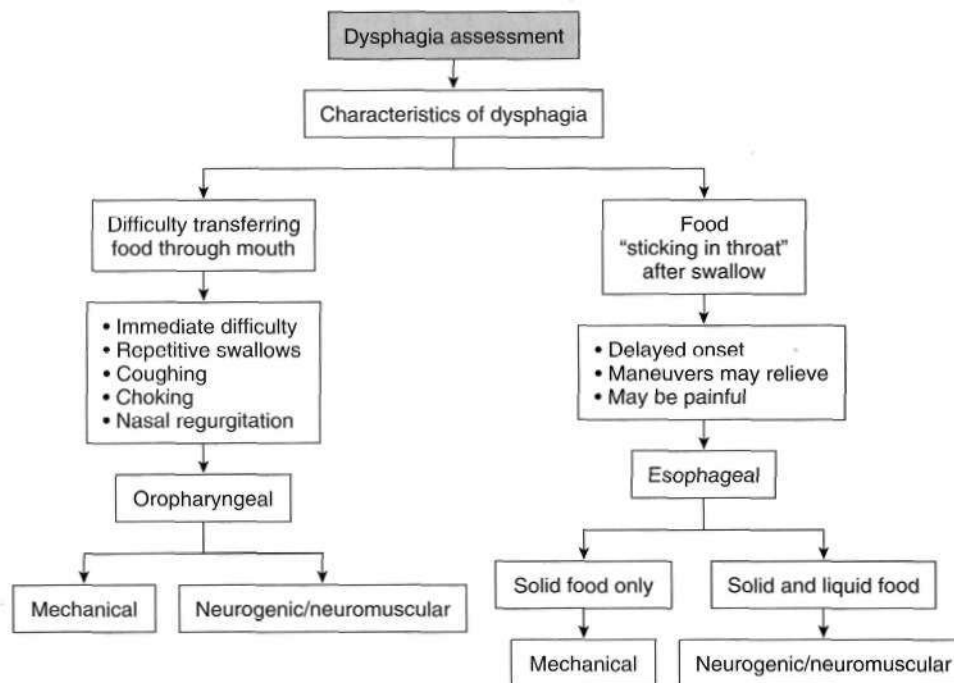 Dysphagia assessment
Characteristics of dysphagia
Difficulty transferring
food through mouth
• Immediate difficulty
• Repetitive swallows
• Coughing
• Choking
• Nasal regurgitation
Oropharyngeal
Mechanical
Neurogenic/neuromuscular
Food
"sticking in throat"
after swallow
• Delayed onset
• Maneuvers may relieve
• May be painful
Esophageal
Solid food only
Solid and liquid food
Mechanical
Neurogenic/neuromuscular